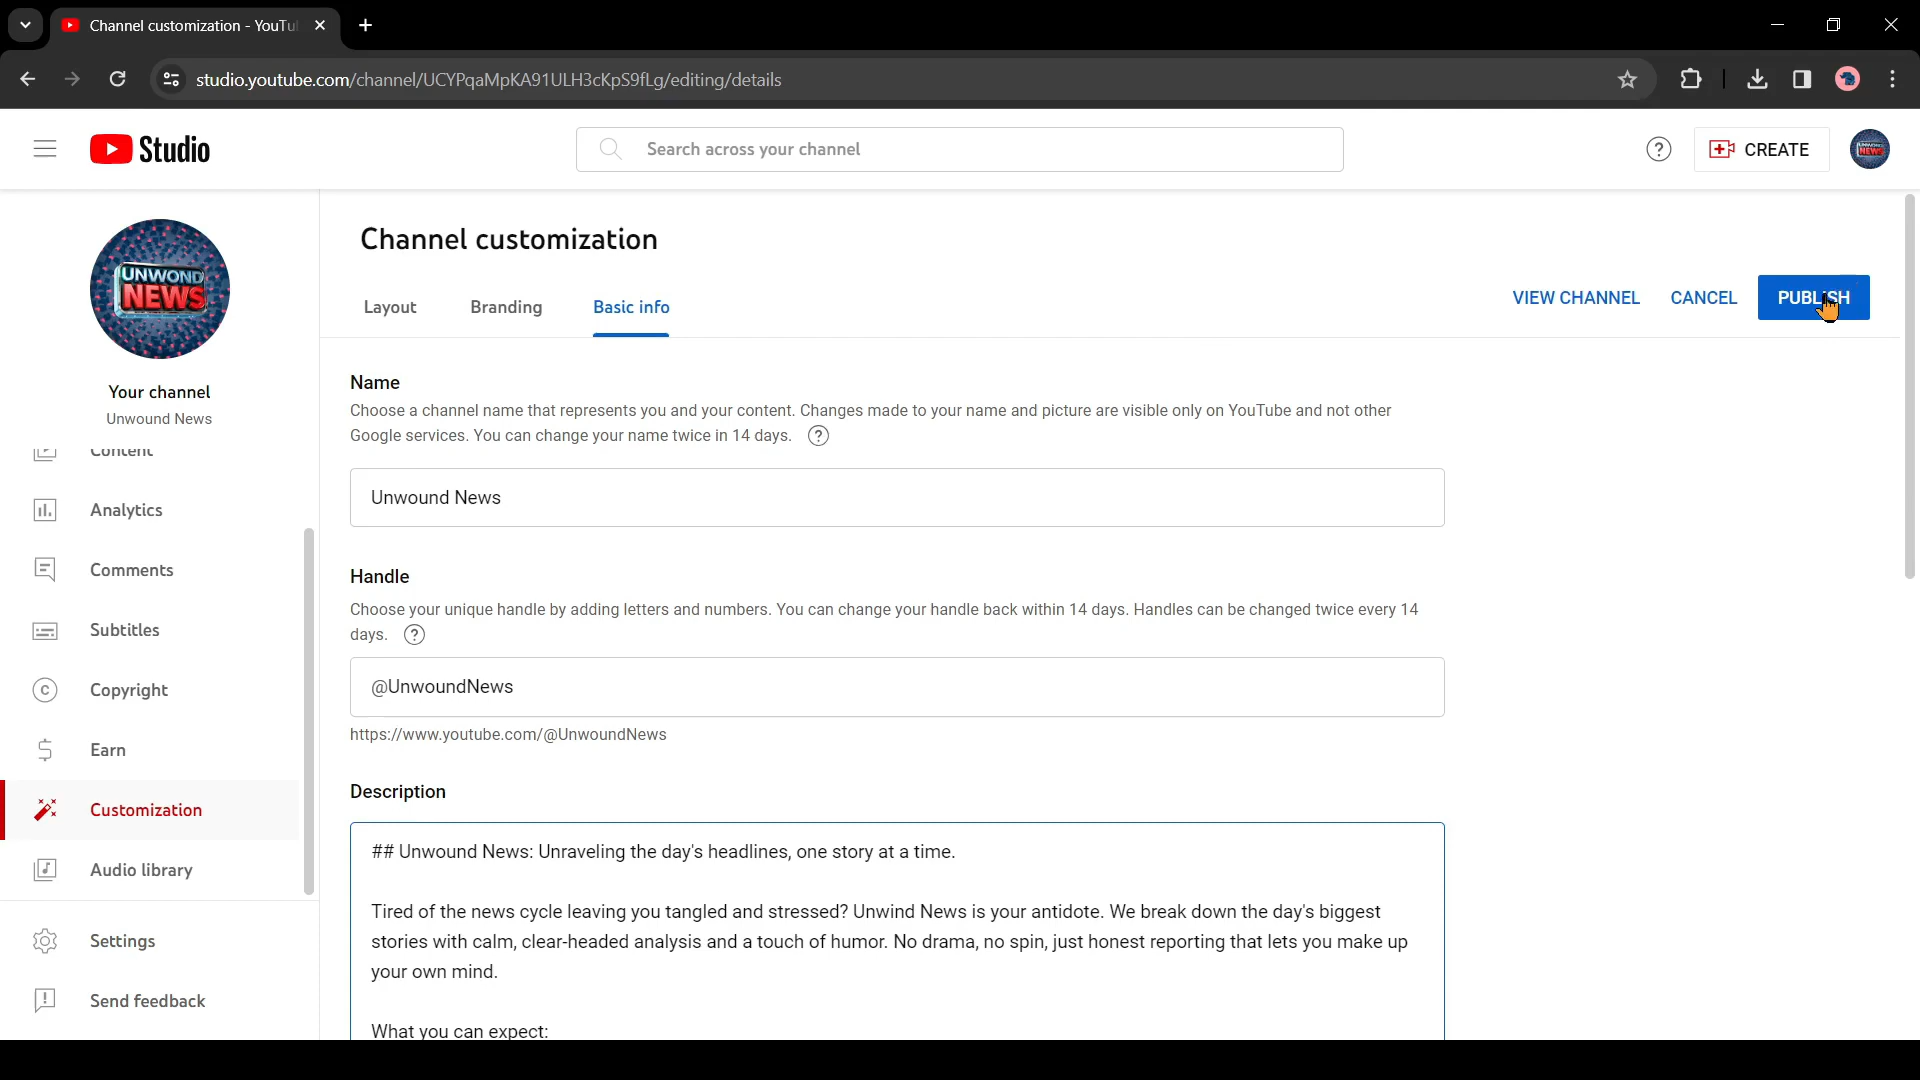 Channel customization - YouTu
studio.youtube.com/channel/UCYPqaMpKA91ULH3cKpS9fLg/editing/details
Studio
Search across your channel
CREATE
UNWOND
NEWS
Your channel
Unwound News
Content
Analytics
Comments
Subtitles
Copyright
Earn
Customization
Audio library
Settings
Send feedback
Channel customization
Layout
Branding
Basic info
VIEW CHANNEL
CANCEL
PUBLISH
Name
Choose a channel name that represents you and your content. Changes made to your name and picture are visible only on YouTube and not other
Google services. You can change your name twice in 14 days.
Unwound News
Handle
Choose your unique handle by adding letters and numbers. You can change your handle back within 14 days. Handles can be changed twice every 14
days.
@UnwoundNews
https://www.youtube.com/@UnwoundNews
Description
## Unwound News: Unraveling the day's headlines, one story at a time.
Tired of the news cycle leaving you tangled and stressed? Unwind News is your antidote. We break down the day's biggest
stories with calm, clear-headed analysis and a touch of humor. No drama, no spin, just honest reporting that lets you make up
your own mind.
What you can expect: